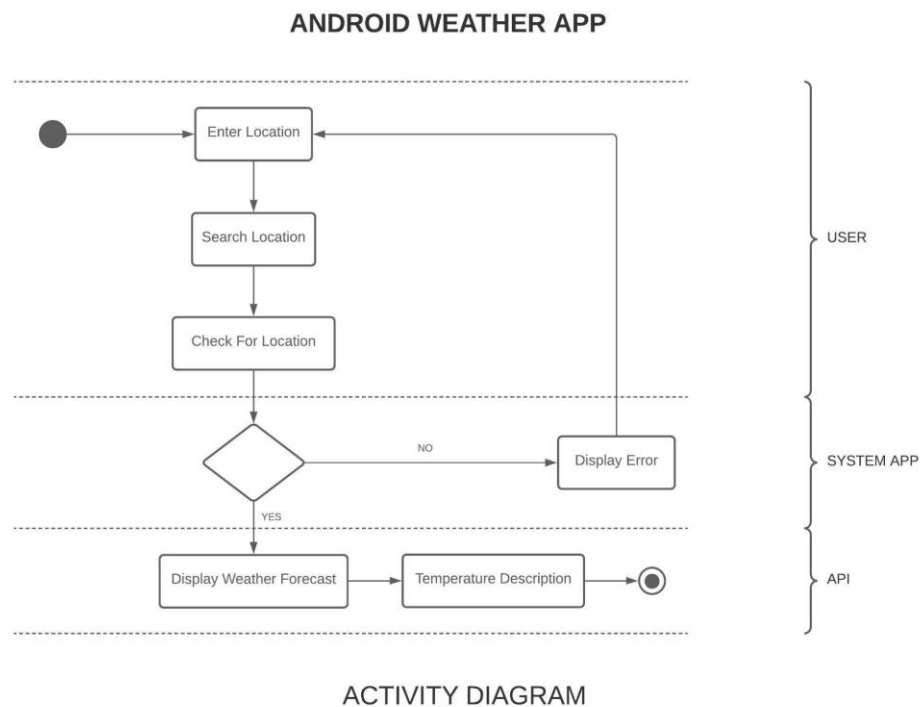 ANDROID WEATHER APP
Enter Location
Search Location
USER
Check For Location
NO
Display Error
SYSTEM APP
YES
Display Weather Forecast
Temperature Description
API
ACTIVITY DIAGRAM